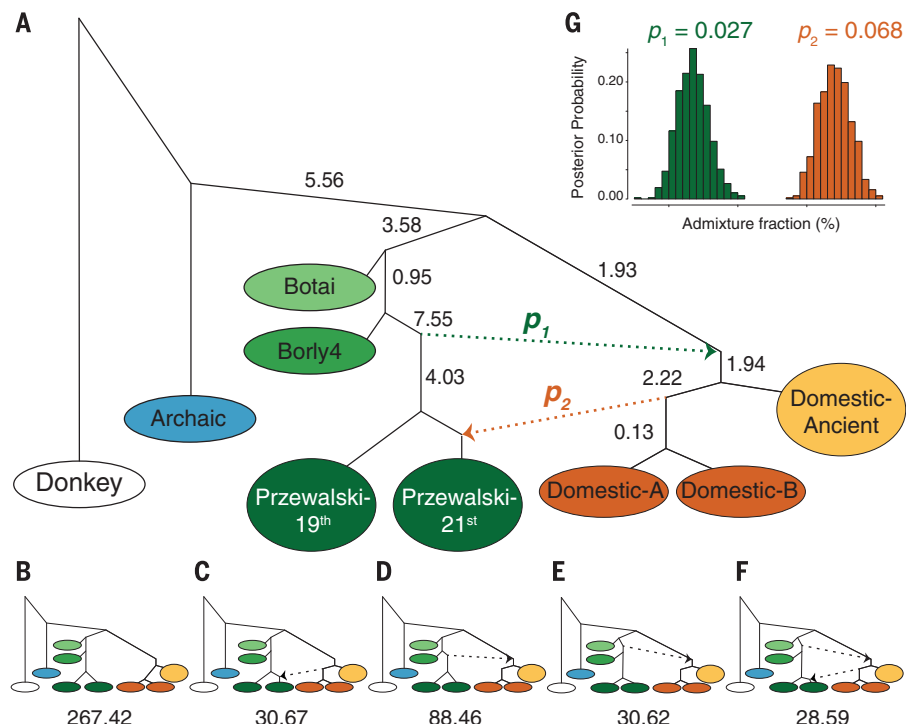 A
G
p1 = 0.027
p2 = 0.068
Posterior Probability
0.20
0.10
0.00
Admixture fraction (%)
5.56
3.58
0.95
7.55
4.03
1.93
1.94
2.22
0.13
p1
p2
Botai
Borly4
Archaic
Donkey
Przewalski-
19th
Przewalski-
21st
Domestic-A
Domestic-B
Domestic-
Ancient
B
C
D
E
F
267.42
30.67
88.46
30.62
28.59